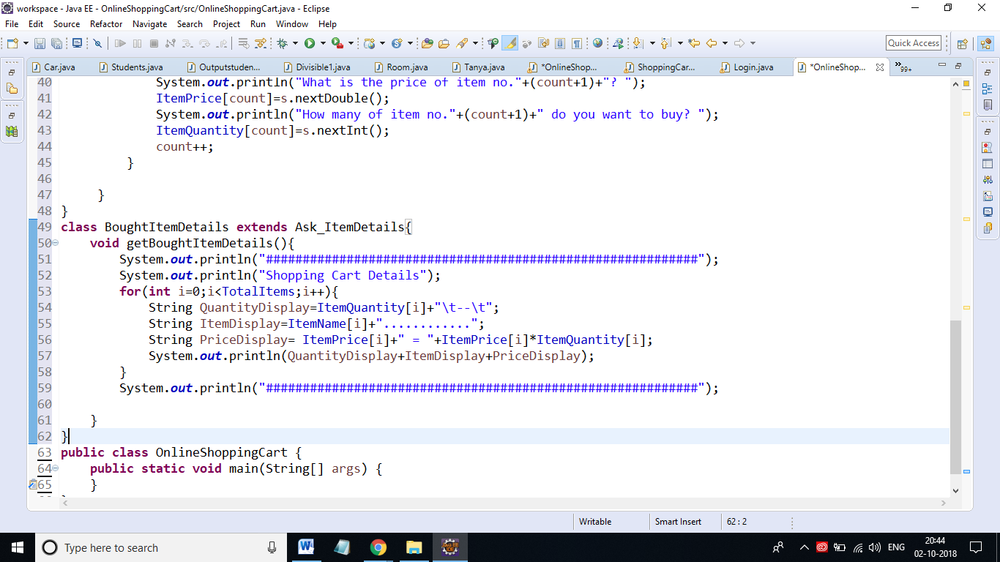 workspace - Java EE - OnlineShoppingCart/src/OnlineShoppingCart.java - Eclipse
File Edit Source Refactor Navigate Search Project Run Window Help
Quick Access
Car.java Students.java Outputstuden... Divisible1.java Room.java Tanya.java *OnlineShop... ShoppingCar... Login.java *OnlineShop... »99+
40 System.out.println("What is the price of item no."+(count+1)+"? ");
41 ItemPrice[count]=s.nextDouble();
42 System.out.println("How many of item no."+(count+1)+" do you want to buy? ");
43 ItemQuantity[count]=s.nextInt();
44 count++;
45 }
46
47 }
48 }
49 class BoughtItemDetails extends Ask_ItemDetails{
50 void getBoughtItemDetails(){
51 System.out.println("###########################################################");
52 System.out.println("Shopping Cart Details");
53 for(int i=0;i<TotalItems;i++){
54 String QuantityDisplay=ItemQuantity[i]+"\t--\t";
55 String ItemDisplay=ItemName[i]+"............";
56 String PriceDisplay= ItemPrice[i]+" = "+ItemPrice[i]*ItemQuantity[i];
57 System.out.println(QuantityDisplay+ItemDisplay+PriceDisplay);
58 }
59 System.out.println("###########################################################");
60
61 }
62 }
63 public class OnlineShoppingCart {
64 public static void main(String[] args) {
65 }
Writable Smart Insert 62 : 2
Type here to search
ENG
20:44
02-10-2018